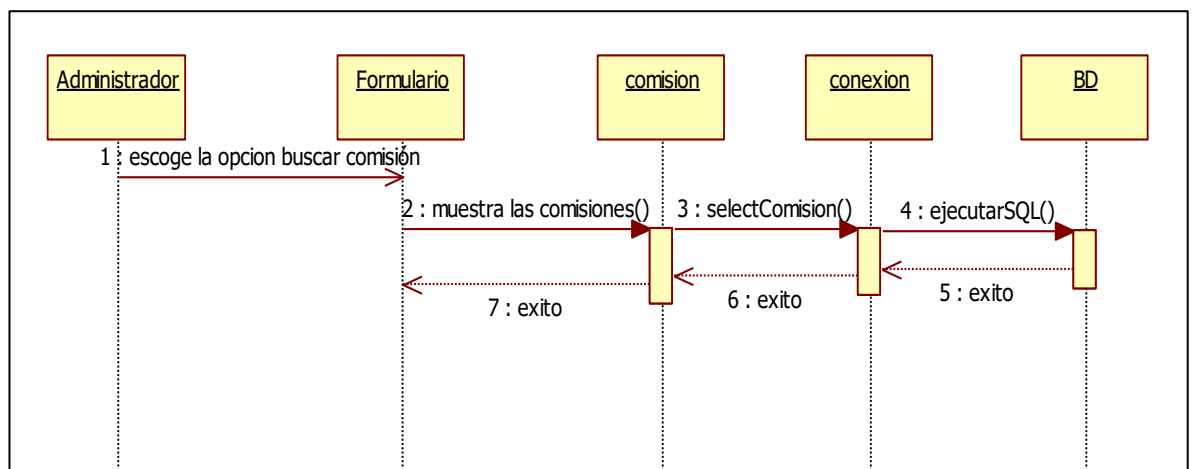 Administrador
Formulario
comision
conexion
BD
1 : escoge la opcion buscar comisión
2 : muestra las comisiones()
3 : selectComision()
4 : ejecutarSQL()
5 : exito
6 : exito
7 : exito